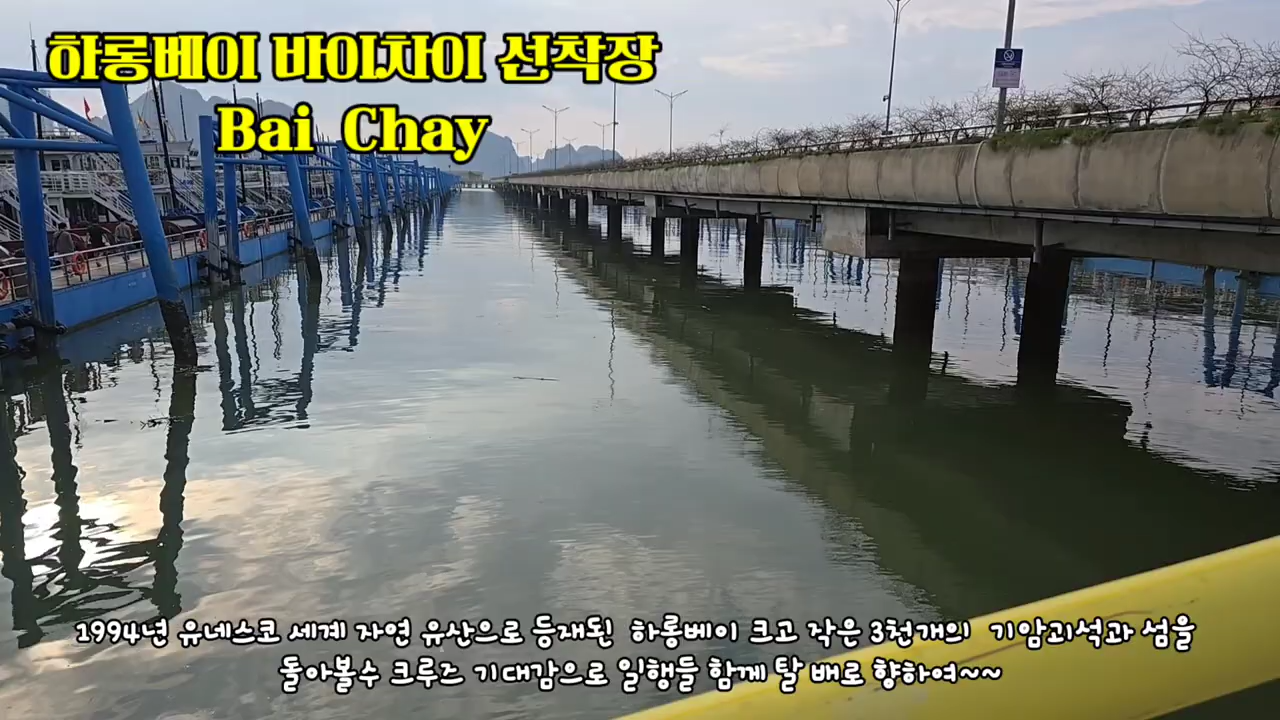 하롱베이 바이차이 선착장
Bai Chay
1994년 유네스코 세계 자연 유산으로 등재된 하롱베이 크고 작은 3천개의 기암괴석과 섬을
돌아볼수 크루즈 기대감으로 일행들 함께 탈 배로 향하여~~